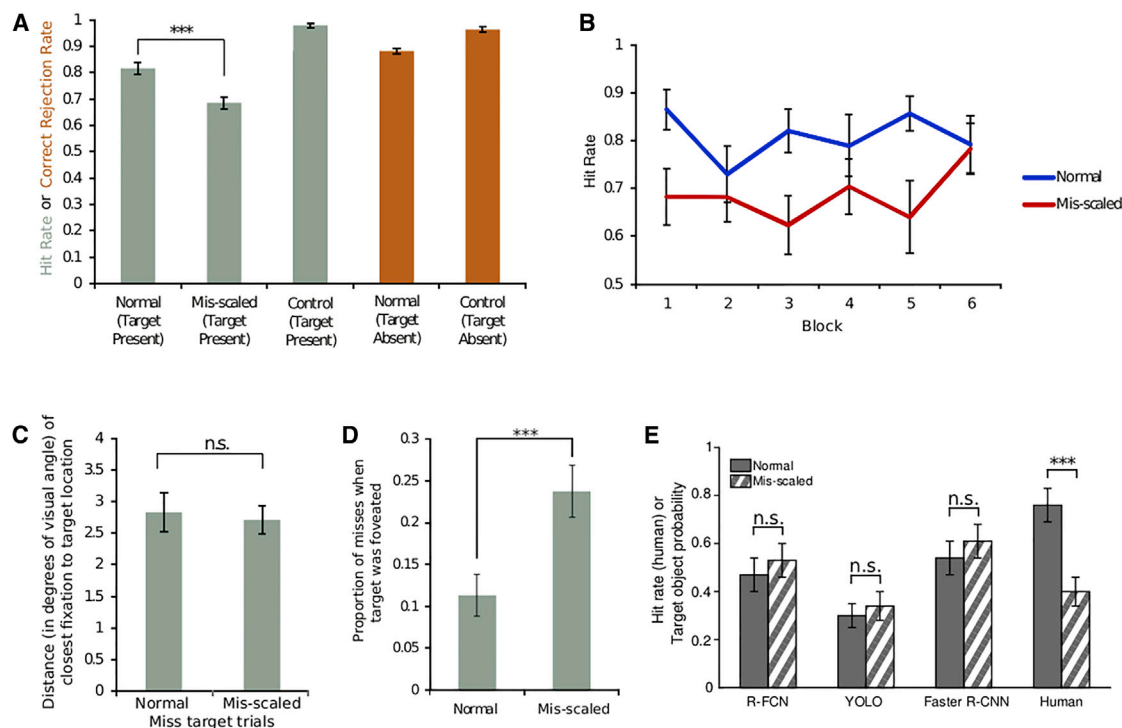 A
Hit Rate or Correct Rejection Rate
1
0.9
0.8
0.7
0.6
0.5
0.4
0.3
0.2
0.1
0
***
Normal
(Target
Present)
Mis-scaled
(Target
Present)
Control
(Target
Present)
Normal
(Target
Absent)
Control
(Target
Absent)
B
Hit Rate
1
0.9
0.8
0.7
0.6
0.5
1 2 3 4 5 6
Block
Normal
Mis-scaled
C
Distance (in degrees of visual angle) of
closest fixation to target location
4
3.5
3
2.5
2
1.5
1
0.5
0
n.s.
Normal Mis-scaled
Miss target trials
D
Proportion of misses when
target was foveated
0.3
0.25
0.2
0.15
0.1
0.05
0
***
Normal Mis-scaled
E
Hit rate (human) or
Target object probability
1
0.8
0.6
0.4
0.2
0
Normal
Mis-scaled
n.s.
n.s.
n.s.
***
R-FCN YOLO Faster R-CNN Human